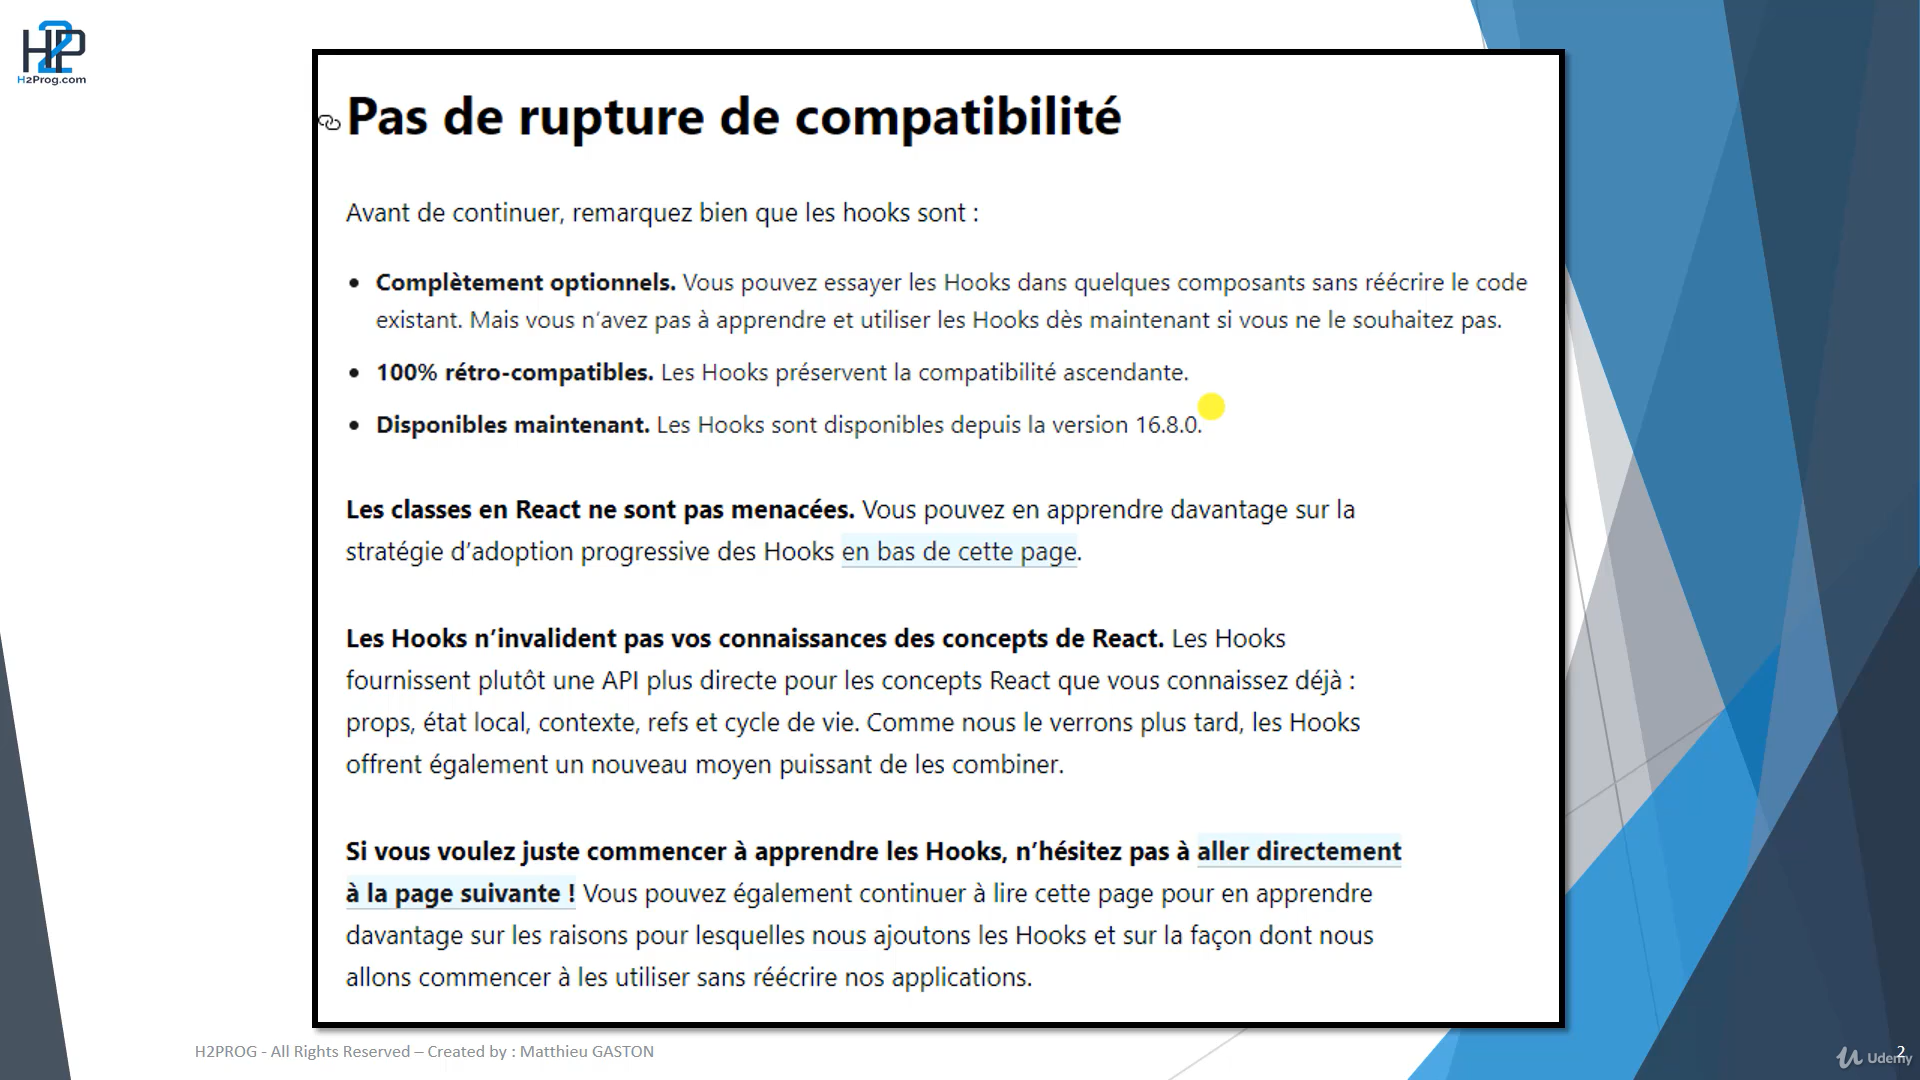 H2P
H2Prog.com
Pas de rupture de compatibilité
Avant de continuer, remarquez bien que les hooks sont :
• Complètement optionnels. Vous pouvez essayer les Hooks dans quelques composants sans réécrire le code
existant. Mais vous n’avez pas à apprendre et utiliser les Hooks dès maintenant si vous ne le souhaitez pas.
• 100% rétro-compatibles. Les Hooks préservent la compatibilité ascendante.
• Disponibles maintenant. Les Hooks sont disponibles depuis la version 16.8.0.
Les classes en React ne sont pas menacées. Vous pouvez en apprendre davantage sur la
stratégie d’adoption progressive des Hooks en bas de cette page.
Les Hooks n’invalident pas vos connaissances des concepts de React. Les Hooks
fournissent plutôt une API plus directe pour les concepts React que vous connaissez déjà :
props, état local, contexte, refs et cycle de vie. Comme nous le verrons plus tard, les Hooks
offrent également un nouveau moyen puissant de les combiner.
Si vous voulez juste commencer à apprendre les Hooks, n’hésitez pas à aller directement
à la page suivante ! Vous pouvez également continuer à lire cette page pour en apprendre
davantage sur les raisons pour lesquelles nous ajoutons les Hooks et sur la façon dont nous
allons commencer à les utiliser sans réécrire nos applications.
H2PROG - All Rights Reserved – Created by : Matthieu GASTON
2
Udemy